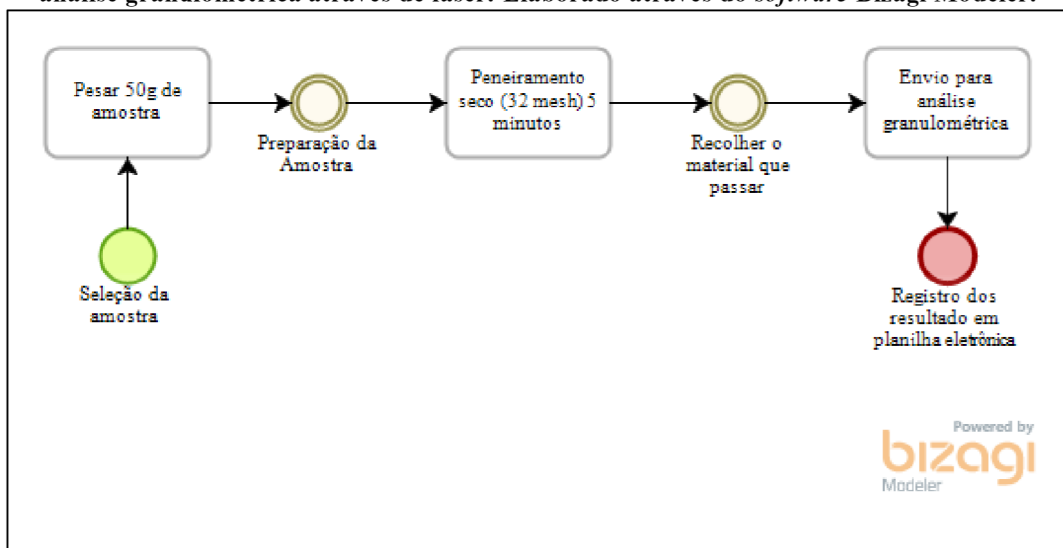 análise granulométrica através de laser. Elaborado através do software Bizagi Modeler.
Pesar 50g de
amostra
Preparação da
Amostra
Peneiramento
seco (32 mesh) 5
minutos
Recolher o
material que
passar
Envio para
análise
granulométrica
Seleção da
amostra
Registro dos
resultado em
planilha eletrônica
Powered by
bizagi
Modeler